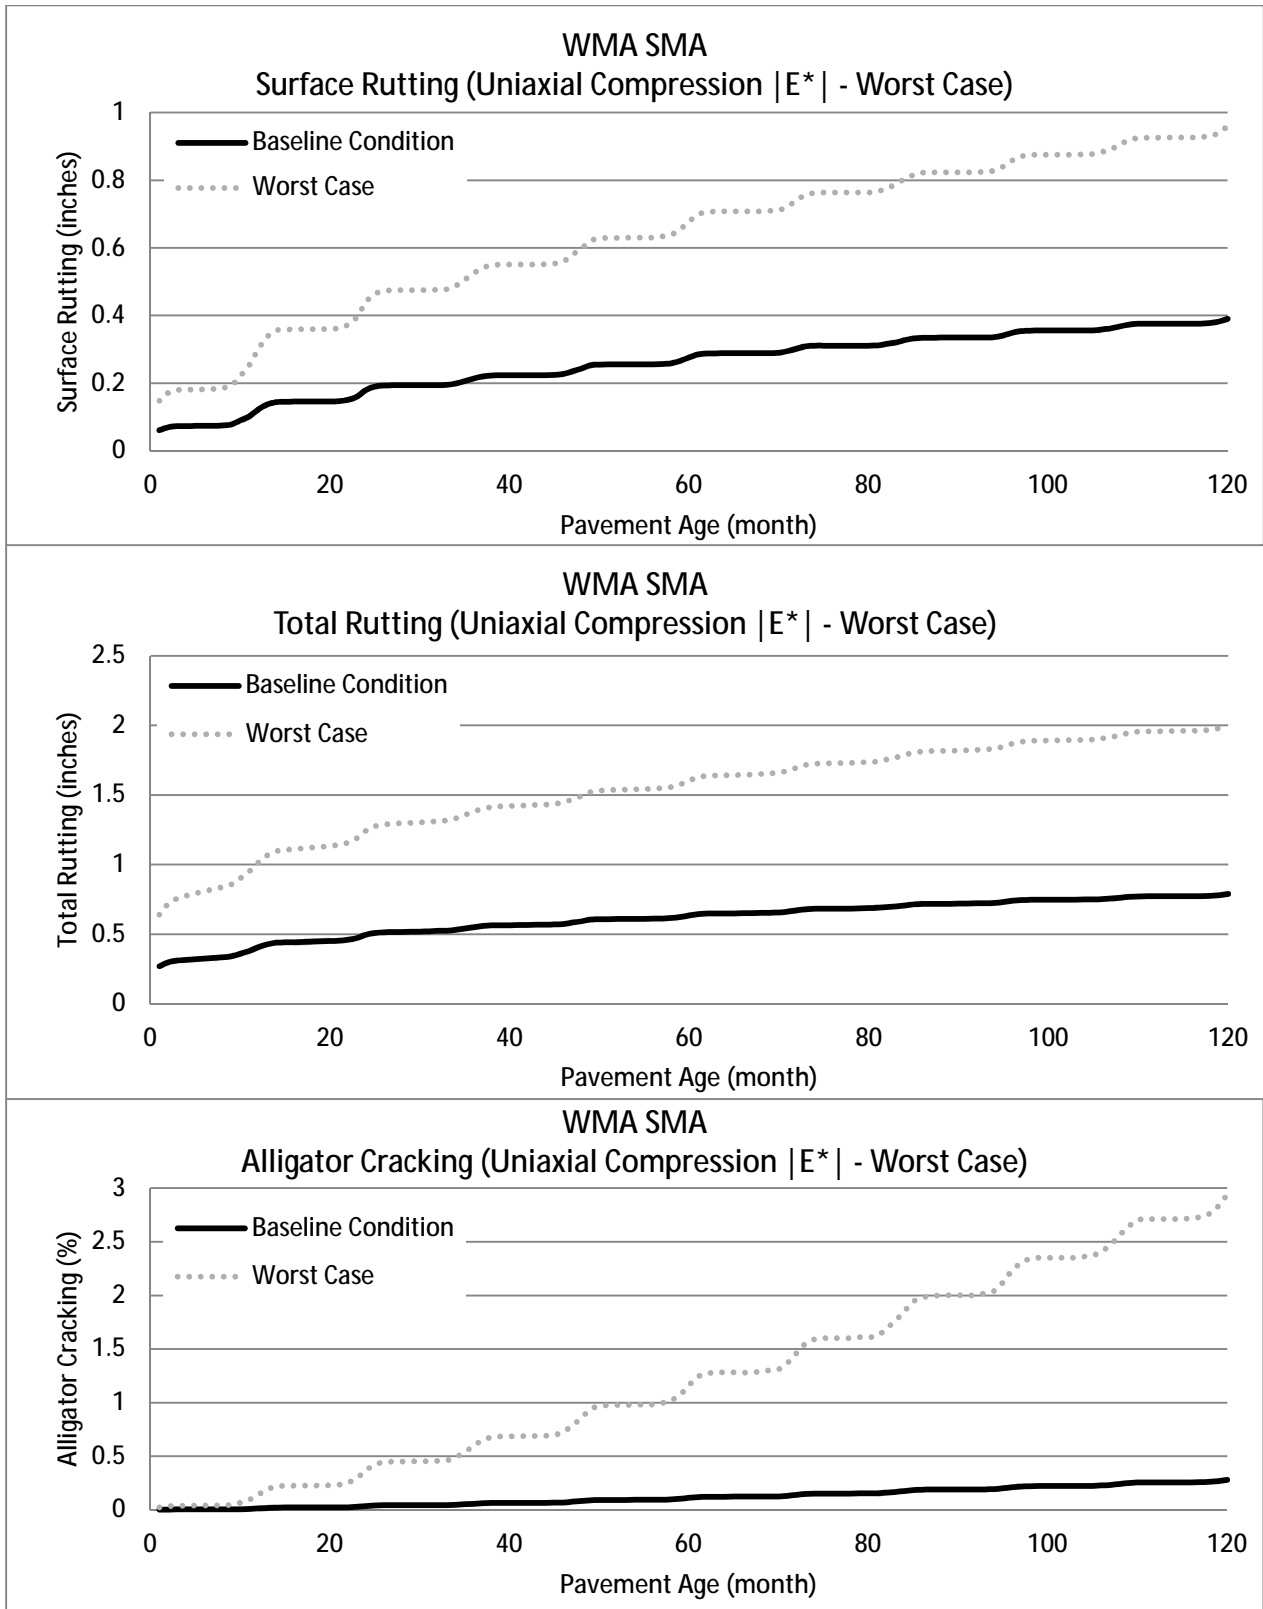 WMA SMA
Surface Rutting (Uniaxial Compression |E*| - Worst Case)
1
0.8
0.6
0.4
0.2
0
Surface Rutting (inches)
Baseline Condition
Worst Case
0 20 40 60 80 100 120
Pavement Age (month)
WMA SMA
Total Rutting (Uniaxial Compression |E*| - Worst Case)
2.5
2
1.5
1
0.5
0
Total Rutting (inches)
Baseline Condition
Worst Case
0 20 40 60 80 100 120
Pavement Age (month)
WMA SMA
Alligator Cracking (Uniaxial Compression |E*| - Worst Case)
3
2.5
2
1.5
1
0.5
0
Alligator Cracking (%)
Baseline Condition
Worst Case
0 20 40 60 80 100 120
Pavement Age (month)